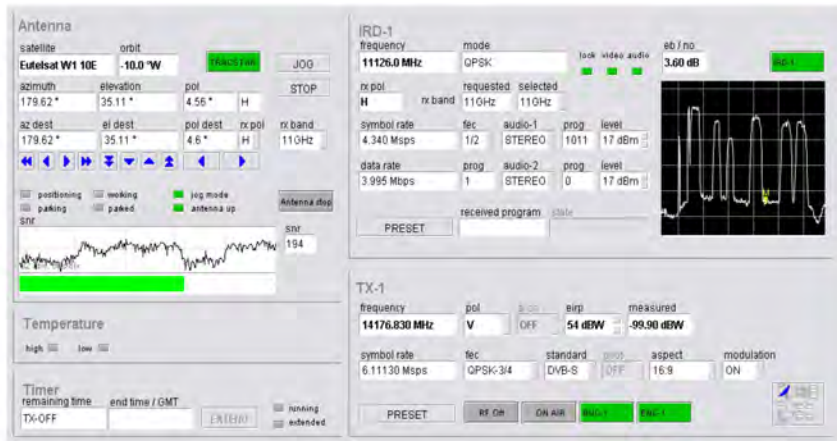 Antenna
satellite orbit
Eutelsat W1 10E -10.0 °W TRACSTAR JOG
azimuth elevation pol STOP
179.62 ° 35.11 ° 4.56 ° H
az dest el dest pol dest rx pol rx band
179.62 ° 35.11 ° 4.6 ° H 11GHz
positioning working jog mode
parking parked antenna up Antenna stop
snr snr
194
Temperature
high low
Timer
remaining time end time / GMT
TX-OFF EXTEND running
extended
IRD-1
frequency mode lock video audio eb / no
11126.0 MHz QPSK 3.60 dB IRD-1
rx pol requested selected
H rx band 11GHz 11GHz
symbol rate fec audio-1 prog level
4.340 Msps 1/2 STEREO 1011 17 dBm
data rate prog audio-2 prog level
3.995 Mbps 1 STEREO 0 17 dBm
received program state
PRESET
TX-1
frequency pol eirp measured
14176.830 MHz V OFF 54 dBW -99.90 dBW
symbol rate fec standard pilot aspect modulation
6.11130 Msps QPSK-3/4 DVB-S OFF 16:9 ON
PRESET RF Off ON AIR ENC-1